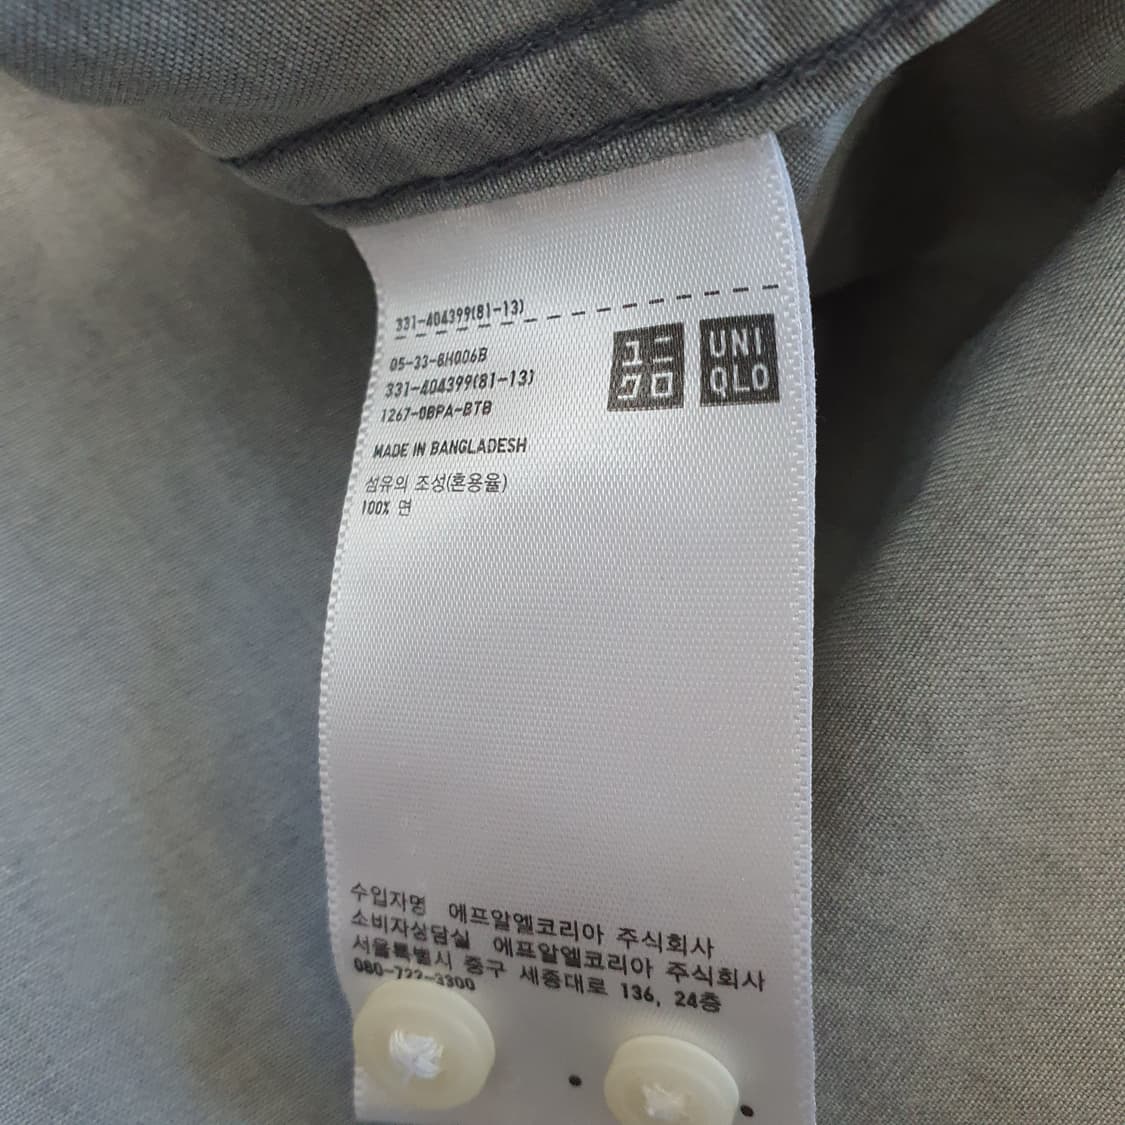 331-404399(81-13)
05-33-8H006B
331-404399(81-13)
1267-0BPA-BTB
MADE IN BANGLADESH
섬유의 조성(혼용율)
100% 면
ユニ
クロ
UNI
QLO
수입자명 에프알엘코리아 주식회사
소비자상담실 에프알엘코리아 주식회사
서울특별시 중구 세종대로 136, 24층
080-722-3300